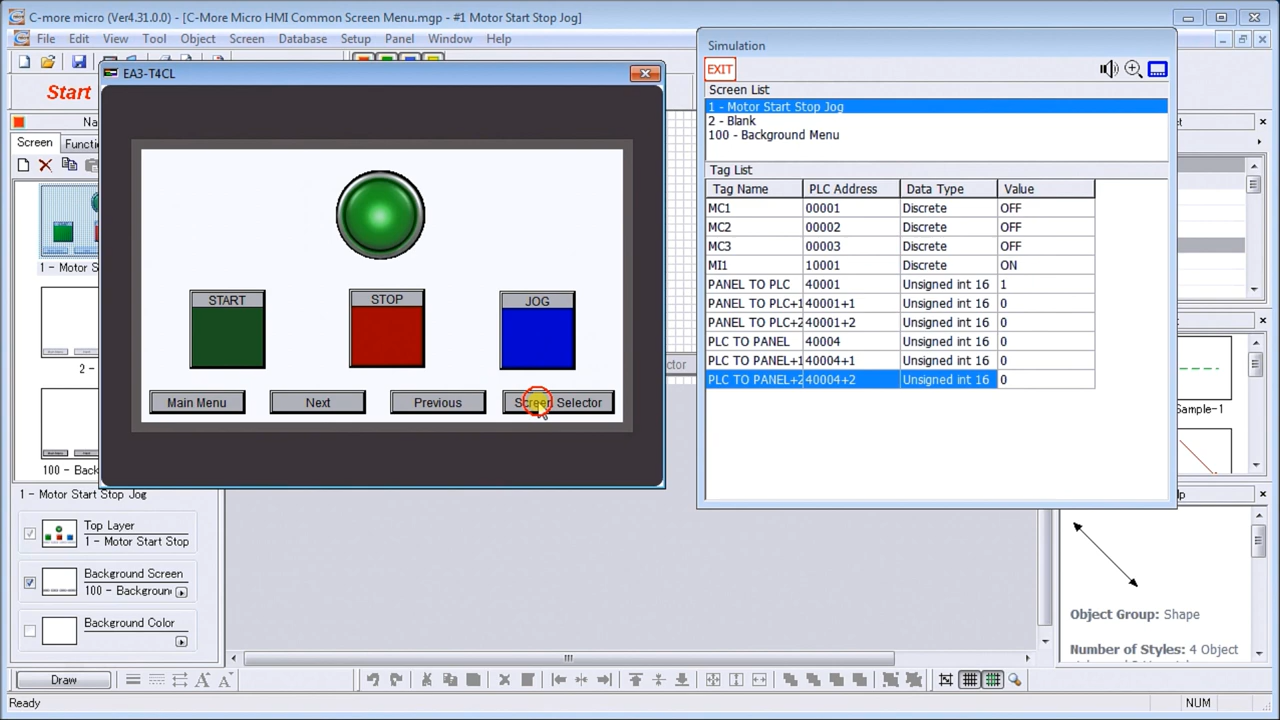 C-more micro (Ver4.31.0.0) - [C-More Micro HMI Common Screen Menu.mgp - #1 Motor Start Stop Jog]
File Edit View Tool Object Screen Database Setup Panel Window Help
Start
Screen
1 - Motor S
2 -
100 - Backg
1 - Motor Start Stop Jog
Top Layer
1 - Motor Start Stop
Background Screen
100 - Background
Background Color
EA3-T4CL
START STOP JOG
Main Menu Next Previous Screen Selector
Simulation
EXIT
Screen List
1 - Motor Start Stop Jog
2 - Blank
100 - Background Menu
Tag List
Tag Name PLC Address Data Type Value
MC1 00001 Discrete OFF
MC2 00002 Discrete OFF
MC3 00003 Discrete OFF
MI1 10001 Discrete ON
PANEL TO PLC 40001 Unsigned int 16 1
PANEL TO PLC+1 40001+1 Unsigned int 16 0
PANEL TO PLC+2 40001+2 Unsigned int 16 0
PLC TO PANEL 40004 Unsigned int 16 0
PLC TO PANEL+1 40004+1 Unsigned int 16 0
PLC TO PANEL+2 40004+2 Unsigned int 16 0
Sample-1
Object Group: Shape
Number of Styles: 4 Object
Draw
Ready
NUM